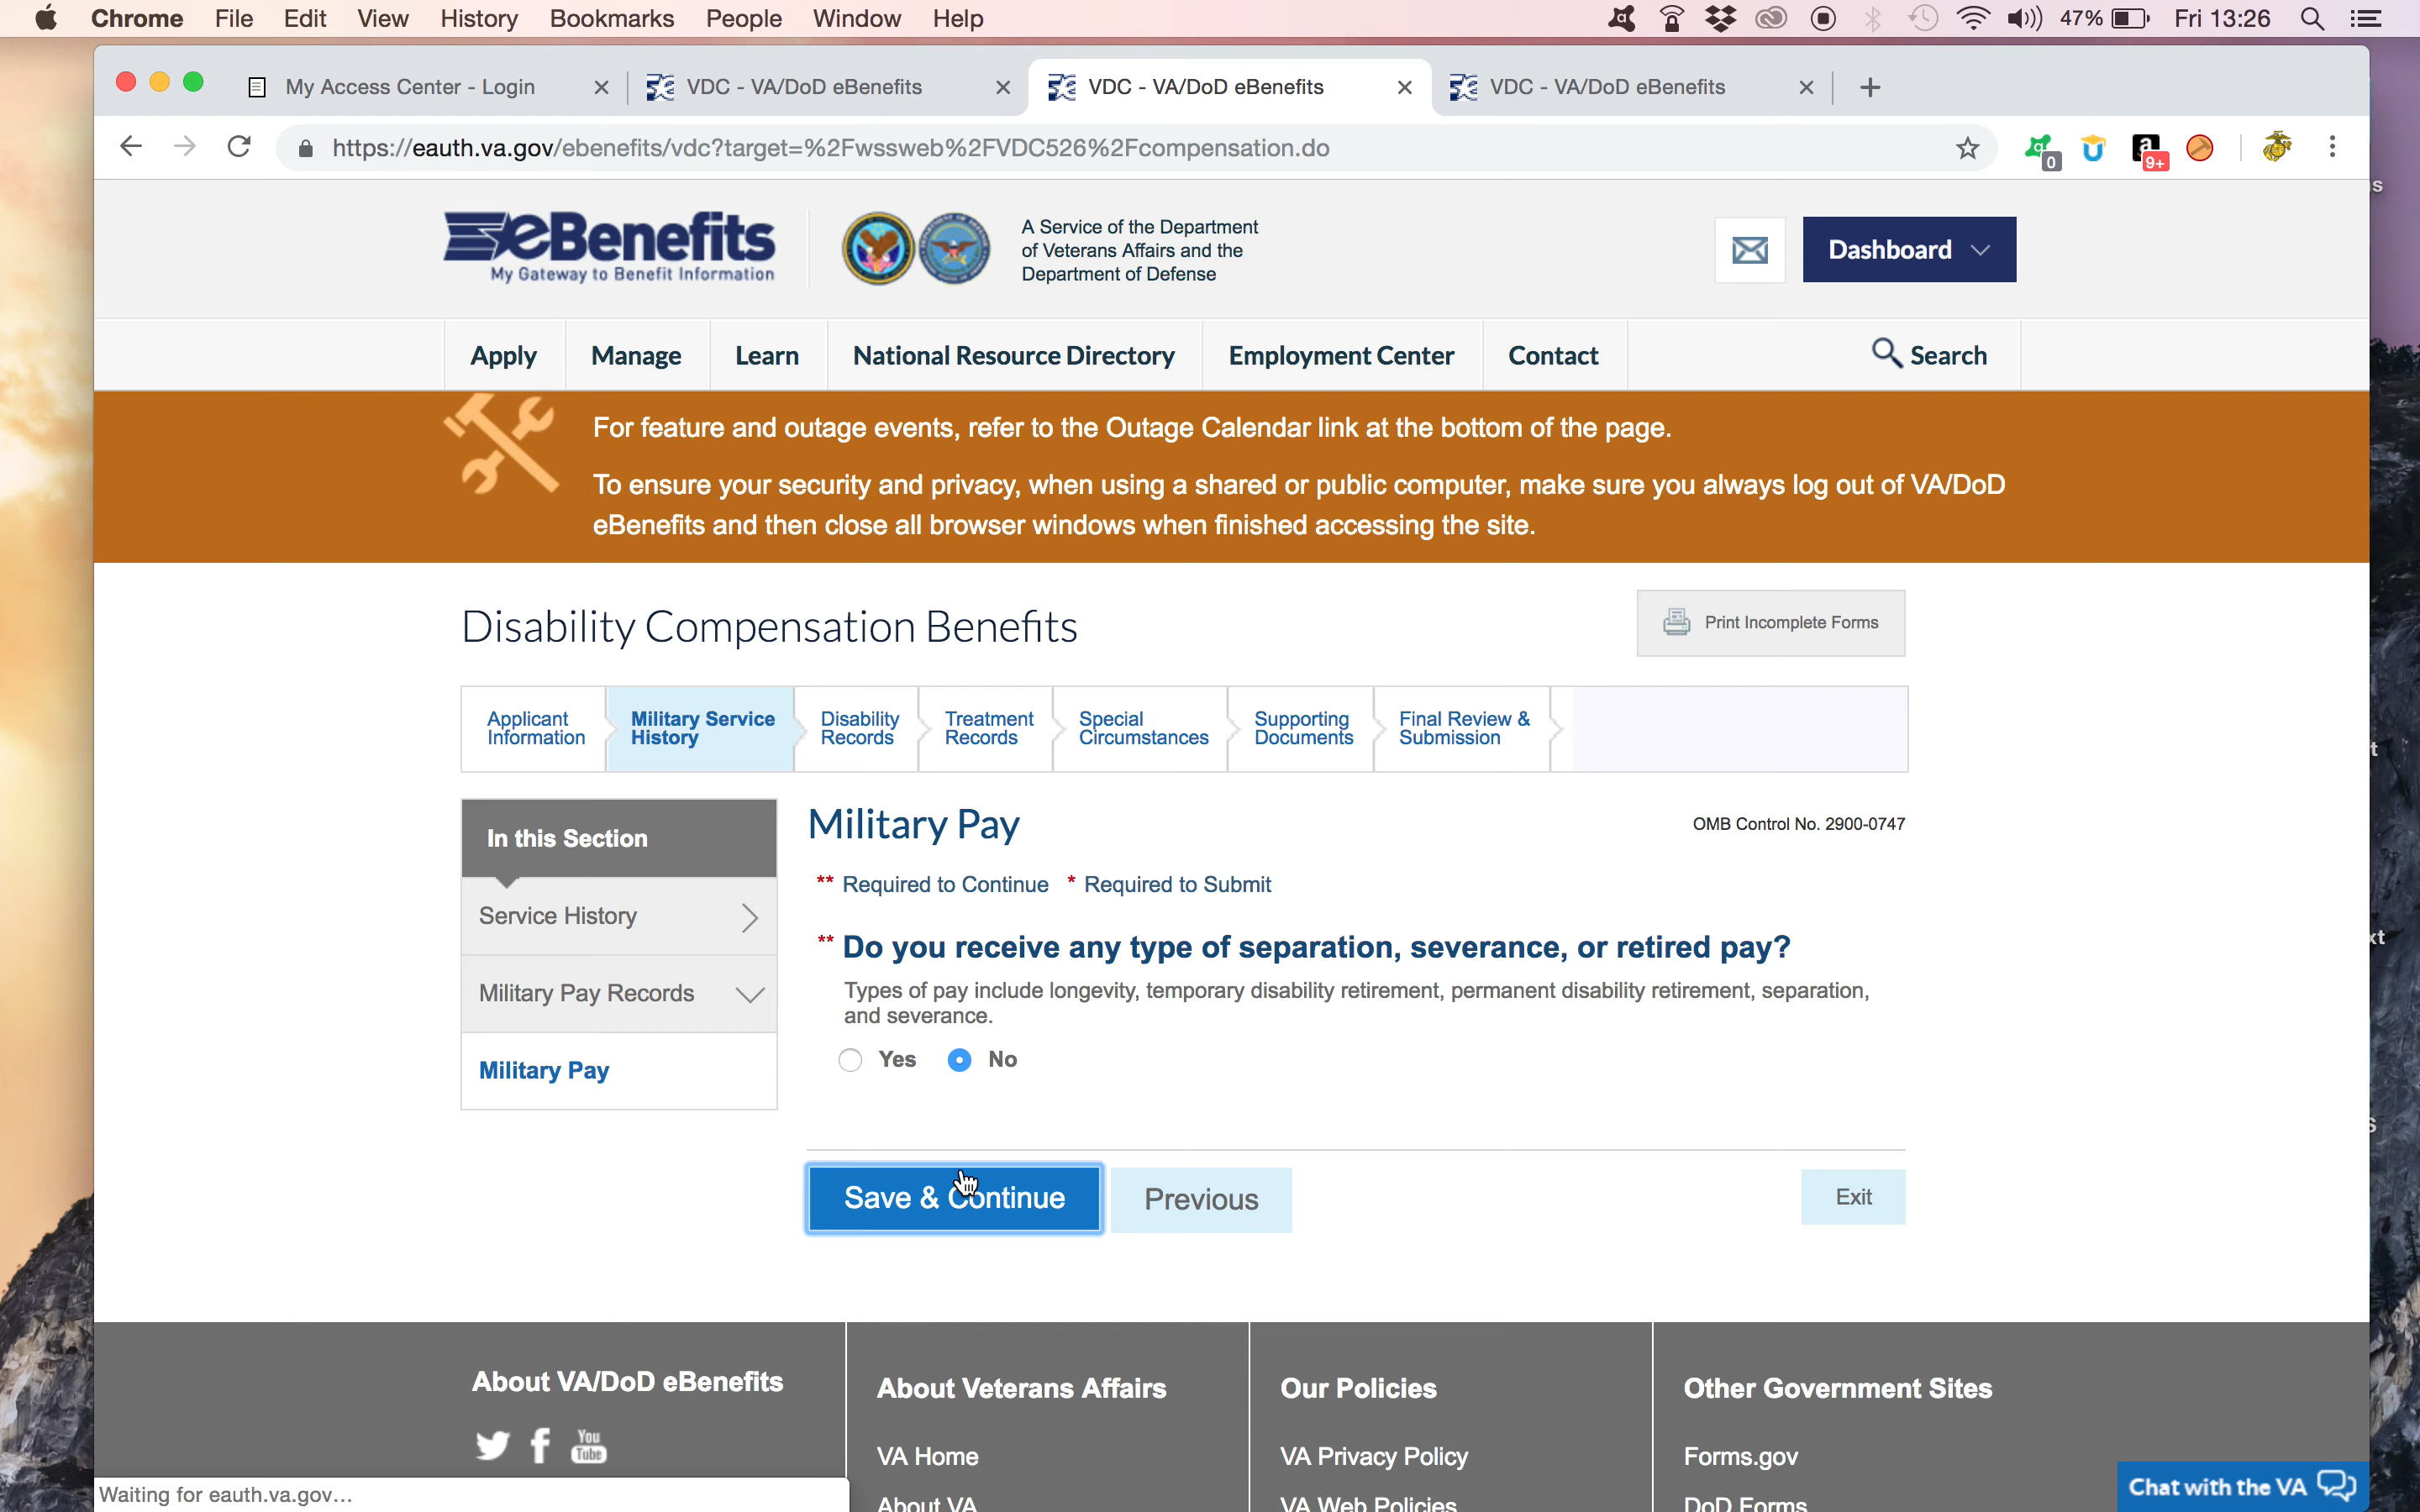 Chrome File Edit View History Bookmarks People Window Help 47% Fri 13:26
My Access Center - Login VDC - VA/DoD eBenefits VDC - VA/DoD eBenefits VDC - VA/DoD eBenefits
https://eauth.va.gov/ebenefits/vdc?target=%2Fwssweb%2FVDC526%2Fcompensation.do
0 a 9+
eBenefits
My Gateway to Benefit Information
A Service of the Department
of Veterans Affairs and the
Department of Defense
Dashboard
Apply Manage Learn National Resource Directory Employment Center Contact Search
For feature and outage events, refer to the Outage Calendar link at the bottom of the page.
To ensure your security and privacy, when using a shared or public computer, make sure you always log out of VA/DoD
eBenefits and then close all browser windows when finished accessing the site.
Disability Compensation Benefits
Print Incomplete Forms
Applicant
Information
Military Service
History
Disability
Records
Treatment
Records
Special
Circumstances
Supporting
Documents
Final Review &
Submission
In this Section
Service History
Military Pay Records
Military Pay
Military Pay
OMB Control No. 2900-0747
** Required to Continue * Required to Submit
** Do you receive any type of separation, severance, or retired pay?
Types of pay include longevity, temporary disability retirement, permanent disability retirement, separation,
and severance.
Yes No
Save & Continue Previous Exit
About VA/DoD eBenefits
You
Tube
About Veterans Affairs
VA Home
About VA
Our Policies
VA Privacy Policy
VA Web Policies
Other Government Sites
Forms.gov
DoD Forms
Waiting for eauth.va.gov...
Chat with the VA